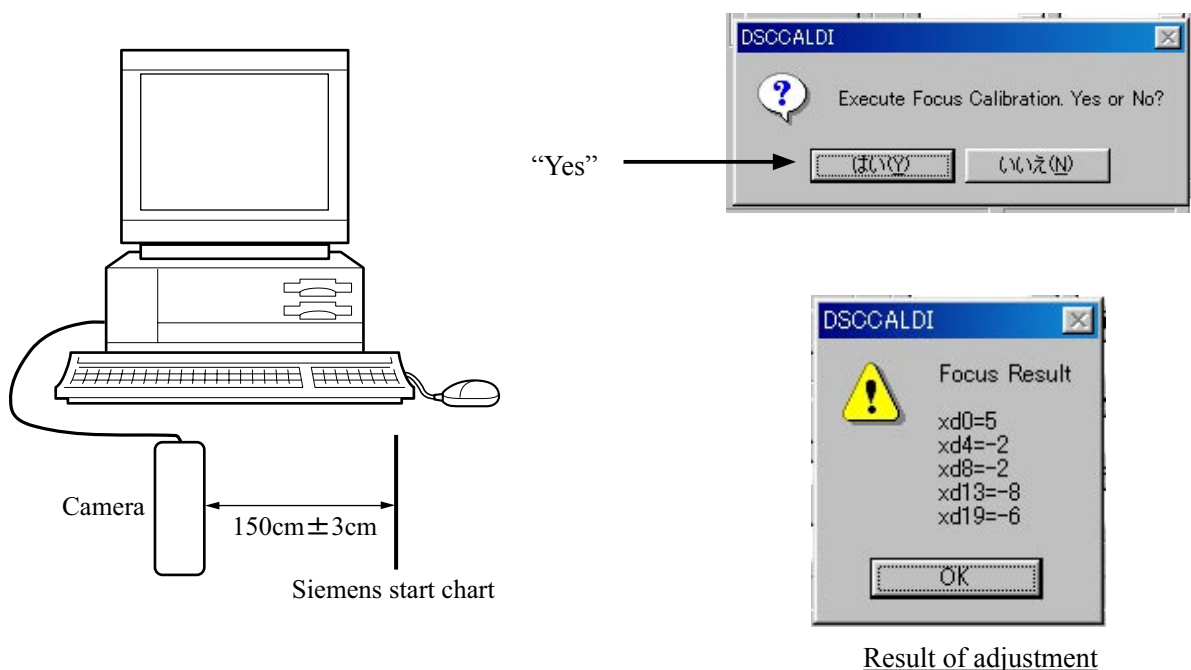 DSCCALDI
Execute Focus Calibration. Yes or No?
“Yes”
はい(Y)
いいえ(N)
DSCCALDI
Focus Result
xd0=5
xd4=-2
xd8=-2
xd13=-8
xd19=-6
OK
Camera
150cm±3cm
Siemens start chart
Result of adjustment